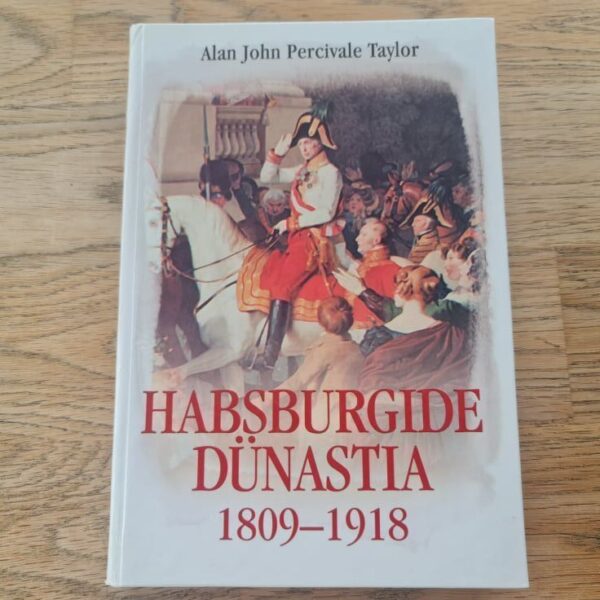 Alan John Percivale Taylor
HABSBURGIDE
DÜNASTIA
1809–1918